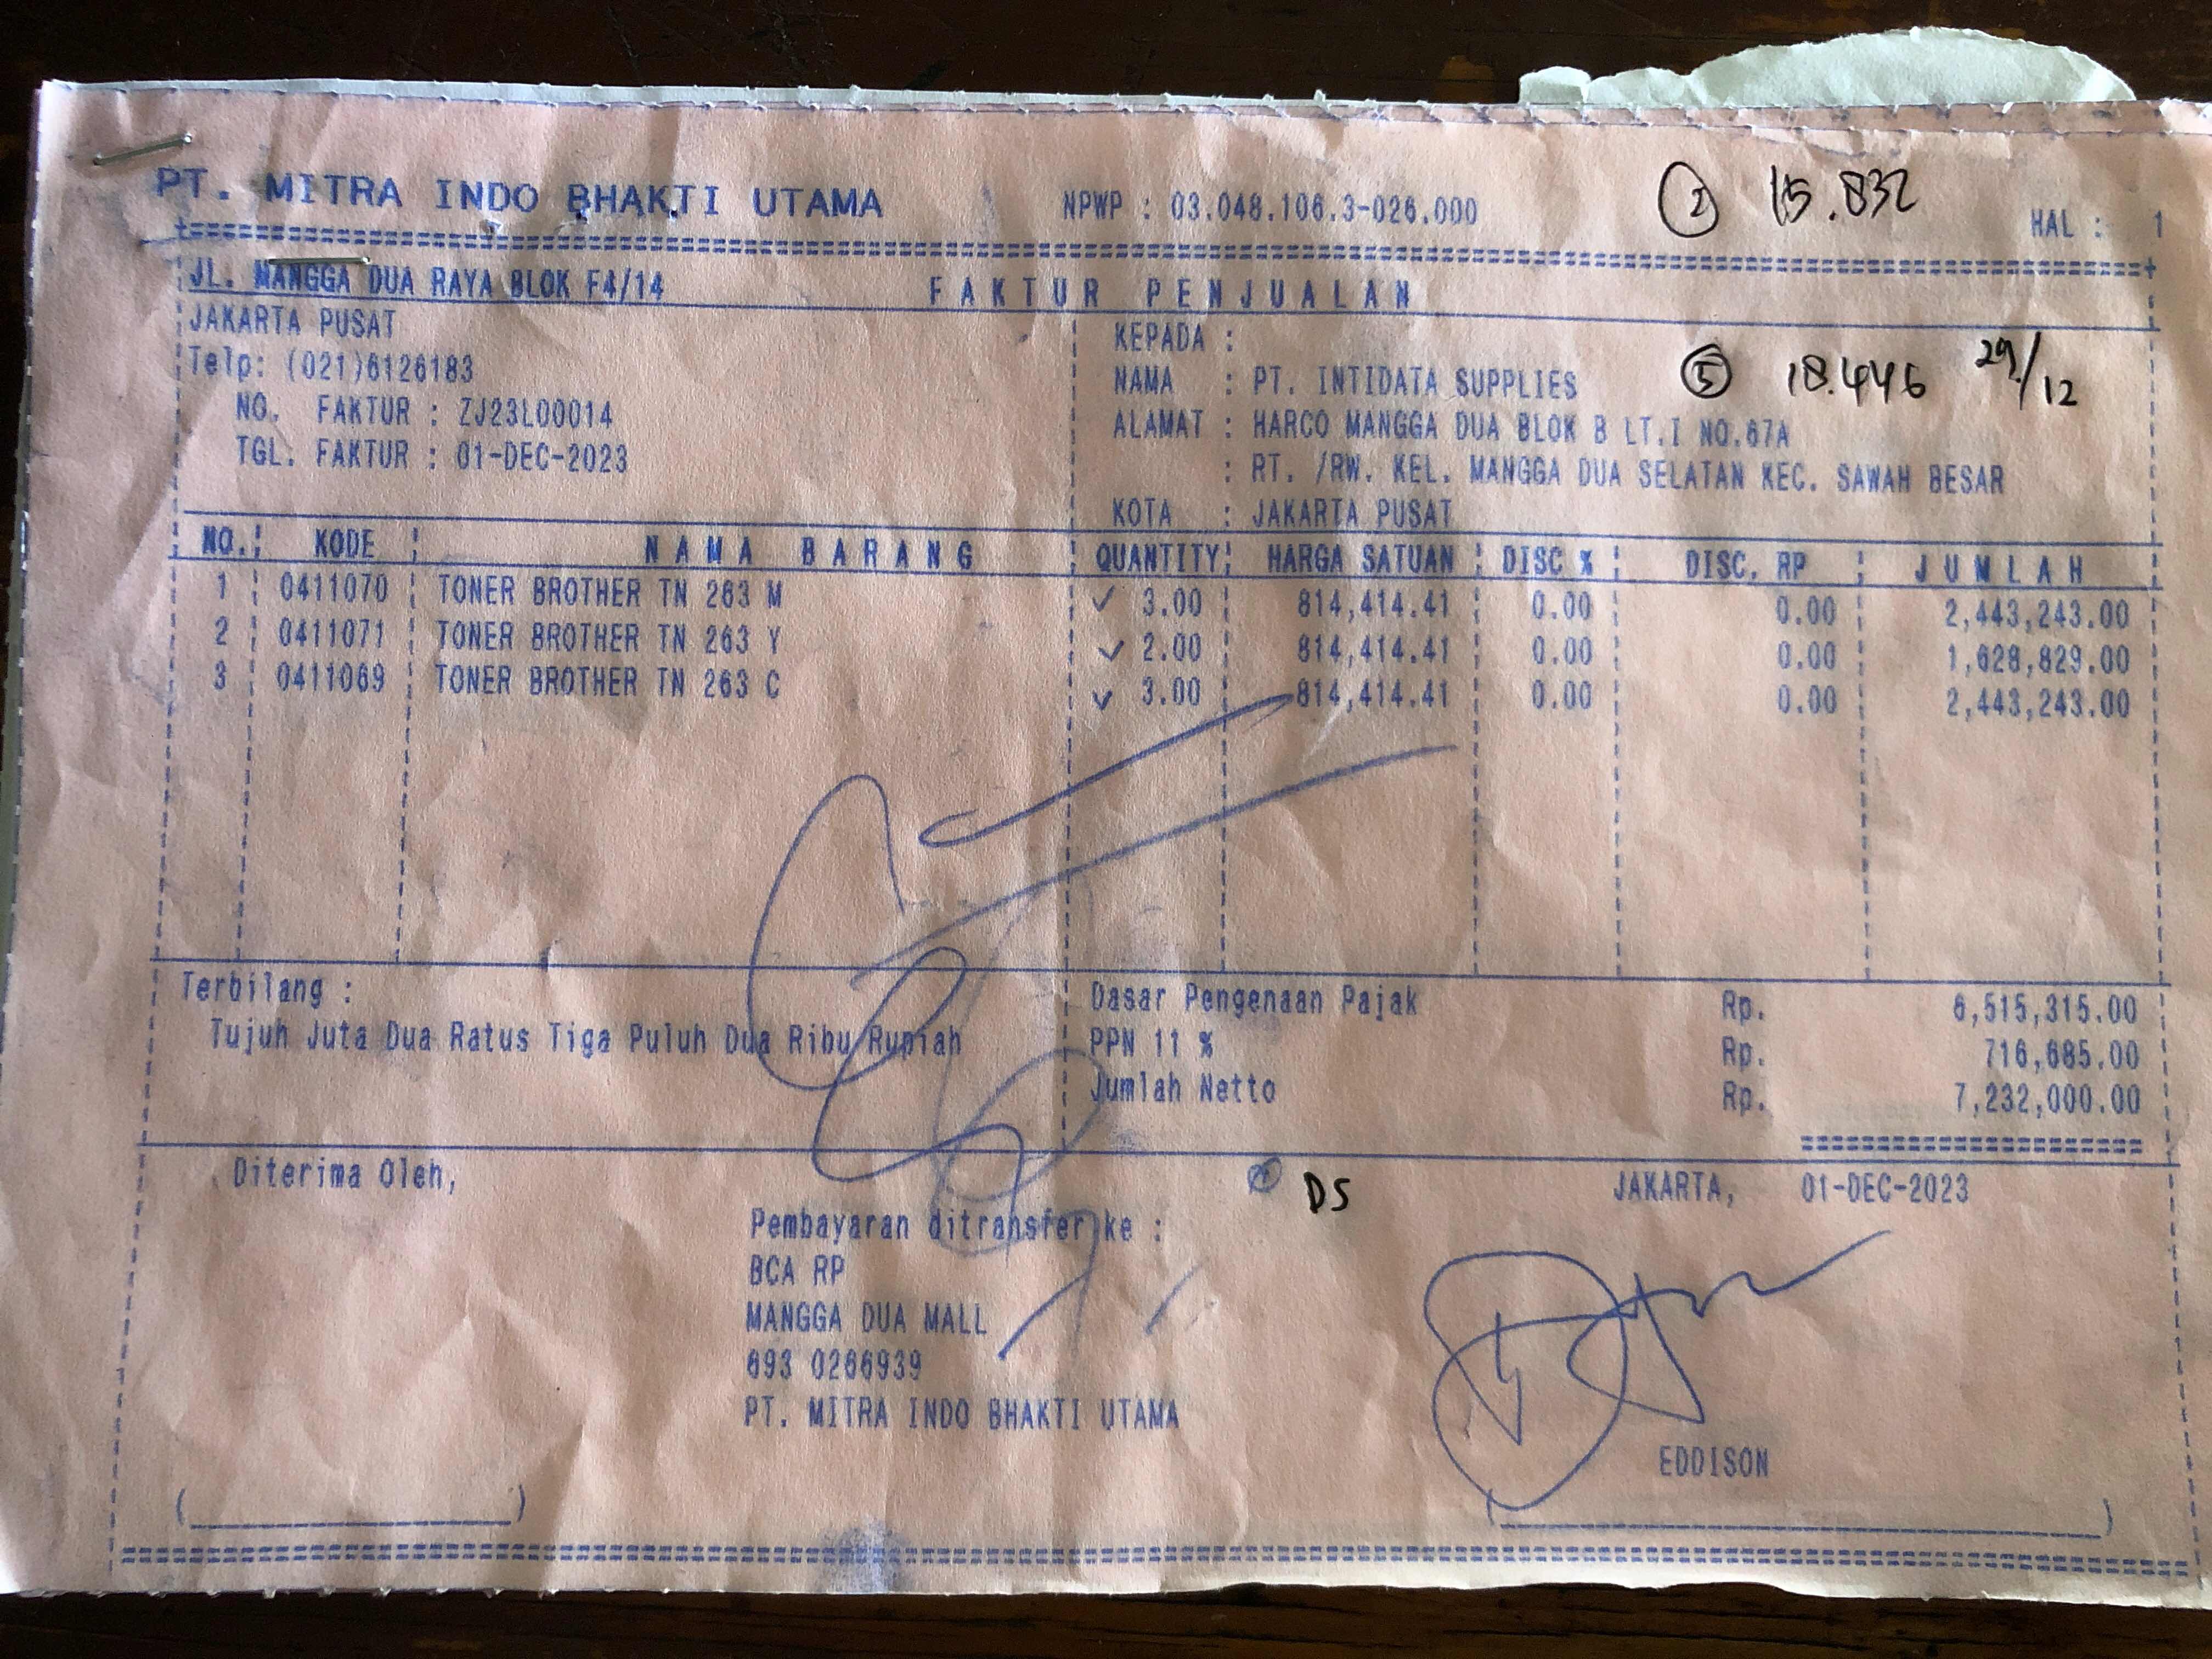 PT. MITRA INDO BHAKTI UTAMA NPWP : 03.048.106.3-026.000 (2) 15.832 HAL : 1
JL. MANGGA DUA RAYA BLOK F4/14 FAKTUR PENJUALAN
JAKARTA PUSAT
Telp: (021)6126183
NO. FAKTUR : ZJ23L00014
TGL. FAKTUR : 01-DEC-2023
KEPADA :
NAMA : PT. INTIDATA SUPPLIES (5) 18.446 29/12
ALAMAT : HARCO MANGGA DUA BLOK B LT.I NO.67A
: RT. /RW. KEL. MANGGA DUA SELATAN KEC. SAWAH BESAR
KOTA : JAKARTA PUSAT
NO. KODE NAMA BARANG QUANTITY HARGA SATUAN DISC % DISC. RP JUMLAH
1 0411070 TONER BROTHER TN 263 M ✓ 3.00 814,414.41 0.00 0.00 2,443,243.00
2 0411071 TONER BROTHER TN 263 Y ✓ 2.00 814,414.41 0.00 0.00 1,628,829.00
3 0411069 TONER BROTHER TN 263 C ✓ 3.00 814,414.41 0.00 0.00 2,443,243.00
Terbilang :
Tujuh Juta Dua Ratus Tiga Puluh Dua Ribu Rupiah
Dasar Pengenaan Pajak Rp. 6,515,315.00
PPN 11 % Rp. 716,685.00
Jumlah Netto Rp. 7,232,000.00
Diterima Oleh,
DS
JAKARTA, 01-DEC-2023
Pembayaran ditransfer ke :
BCA RP
MANGGA DUA MALL
693 0266939
PT. MITRA INDO BHAKTI UTAMA
EDDISON